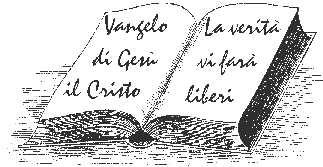 Vangelo
di Gesù
il Cristo
La verità
vi farà
liberi